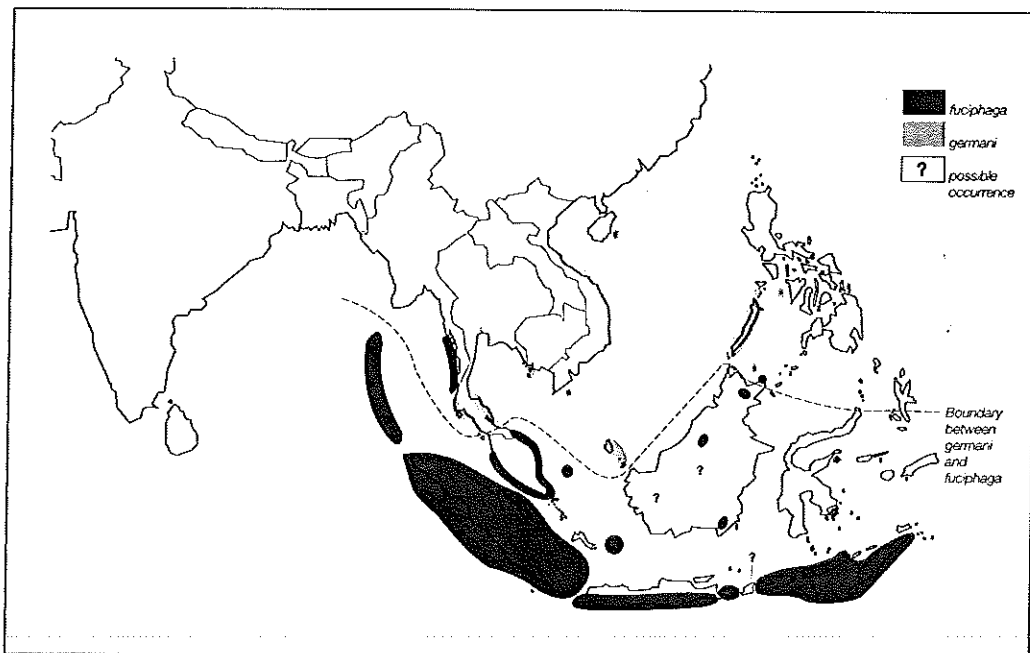 fuciphaga
germani
? possible
occurrence
Boundary
between
germani
and
fuciphaga
?
?
?